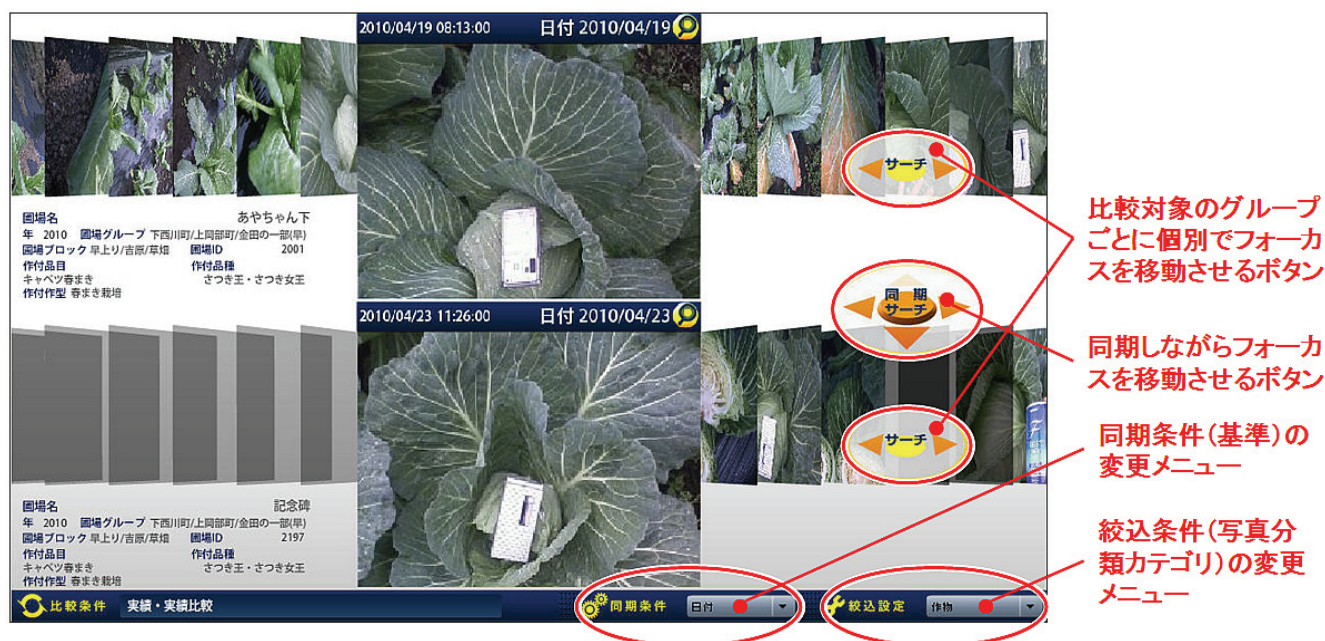 2010/04/19 08:13:00 日付 2010/04/19
サーチ
圃場名 あやちゃん下
年 2010 圃場グループ 下西川町/上岡部町/金田の一部(早)
圃場ブロック 早上り/吉原/草畑 圃場ID 2001
作付品目 作付品種
キャベツ春まき さつき王・さつき女王
作付作型 春まき栽培
同期
サーチ
2010/04/23 11:26:00 日付 2010/04/23
サーチ
圃場名 記念碑
年 2010 圃場グループ 下西川町/上岡部町/金田の一部(早)
圃場ブロック 早上り/吉原/草畑 圃場ID 2197
作付品目 作付品種
キャベツ春まき さつき王・さつき女王
作付作型 春まき栽培
比較条件 実績・実績比較 同期条件 日付 絞込設定 作物
比較対象のグループ
ごとに個別でフォーカ
スを移動させるボタン
同期しながらフォーカ
スを移動させるボタン
同期条件(基準)の
変更メニュー
絞込条件(写真分
類カテゴリ)の変更
メニュー